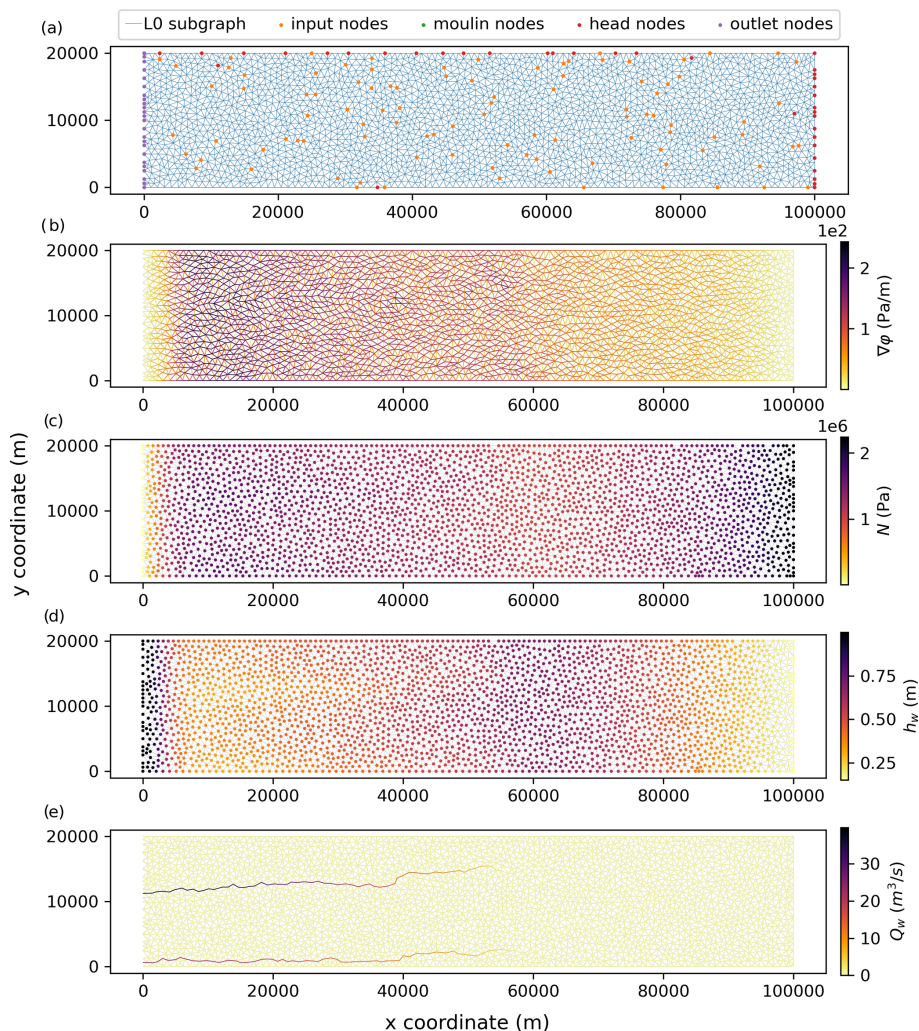 L0 subgraph input nodes moulin nodes head nodes outlet nodes
(a)
20000
10000
0
0 20000 40000 60000 80000 100000
(b)
1e2
20000
10000
0
0 20000 40000 60000 80000 100000
2
1
∇φ (Pa/m)
(c)
1e6
20000
10000
0
0 20000 40000 60000 80000 100000
2
1
N (Pa)
(d)
20000
10000
0
0 20000 40000 60000 80000 100000
0.75
0.50
0.25
h_w (m)
(e)
20000
10000
0
0 20000 40000 60000 80000 100000
30
20
10
0
Q_w (m^3/s)
y coordinate (m)
x coordinate (m)